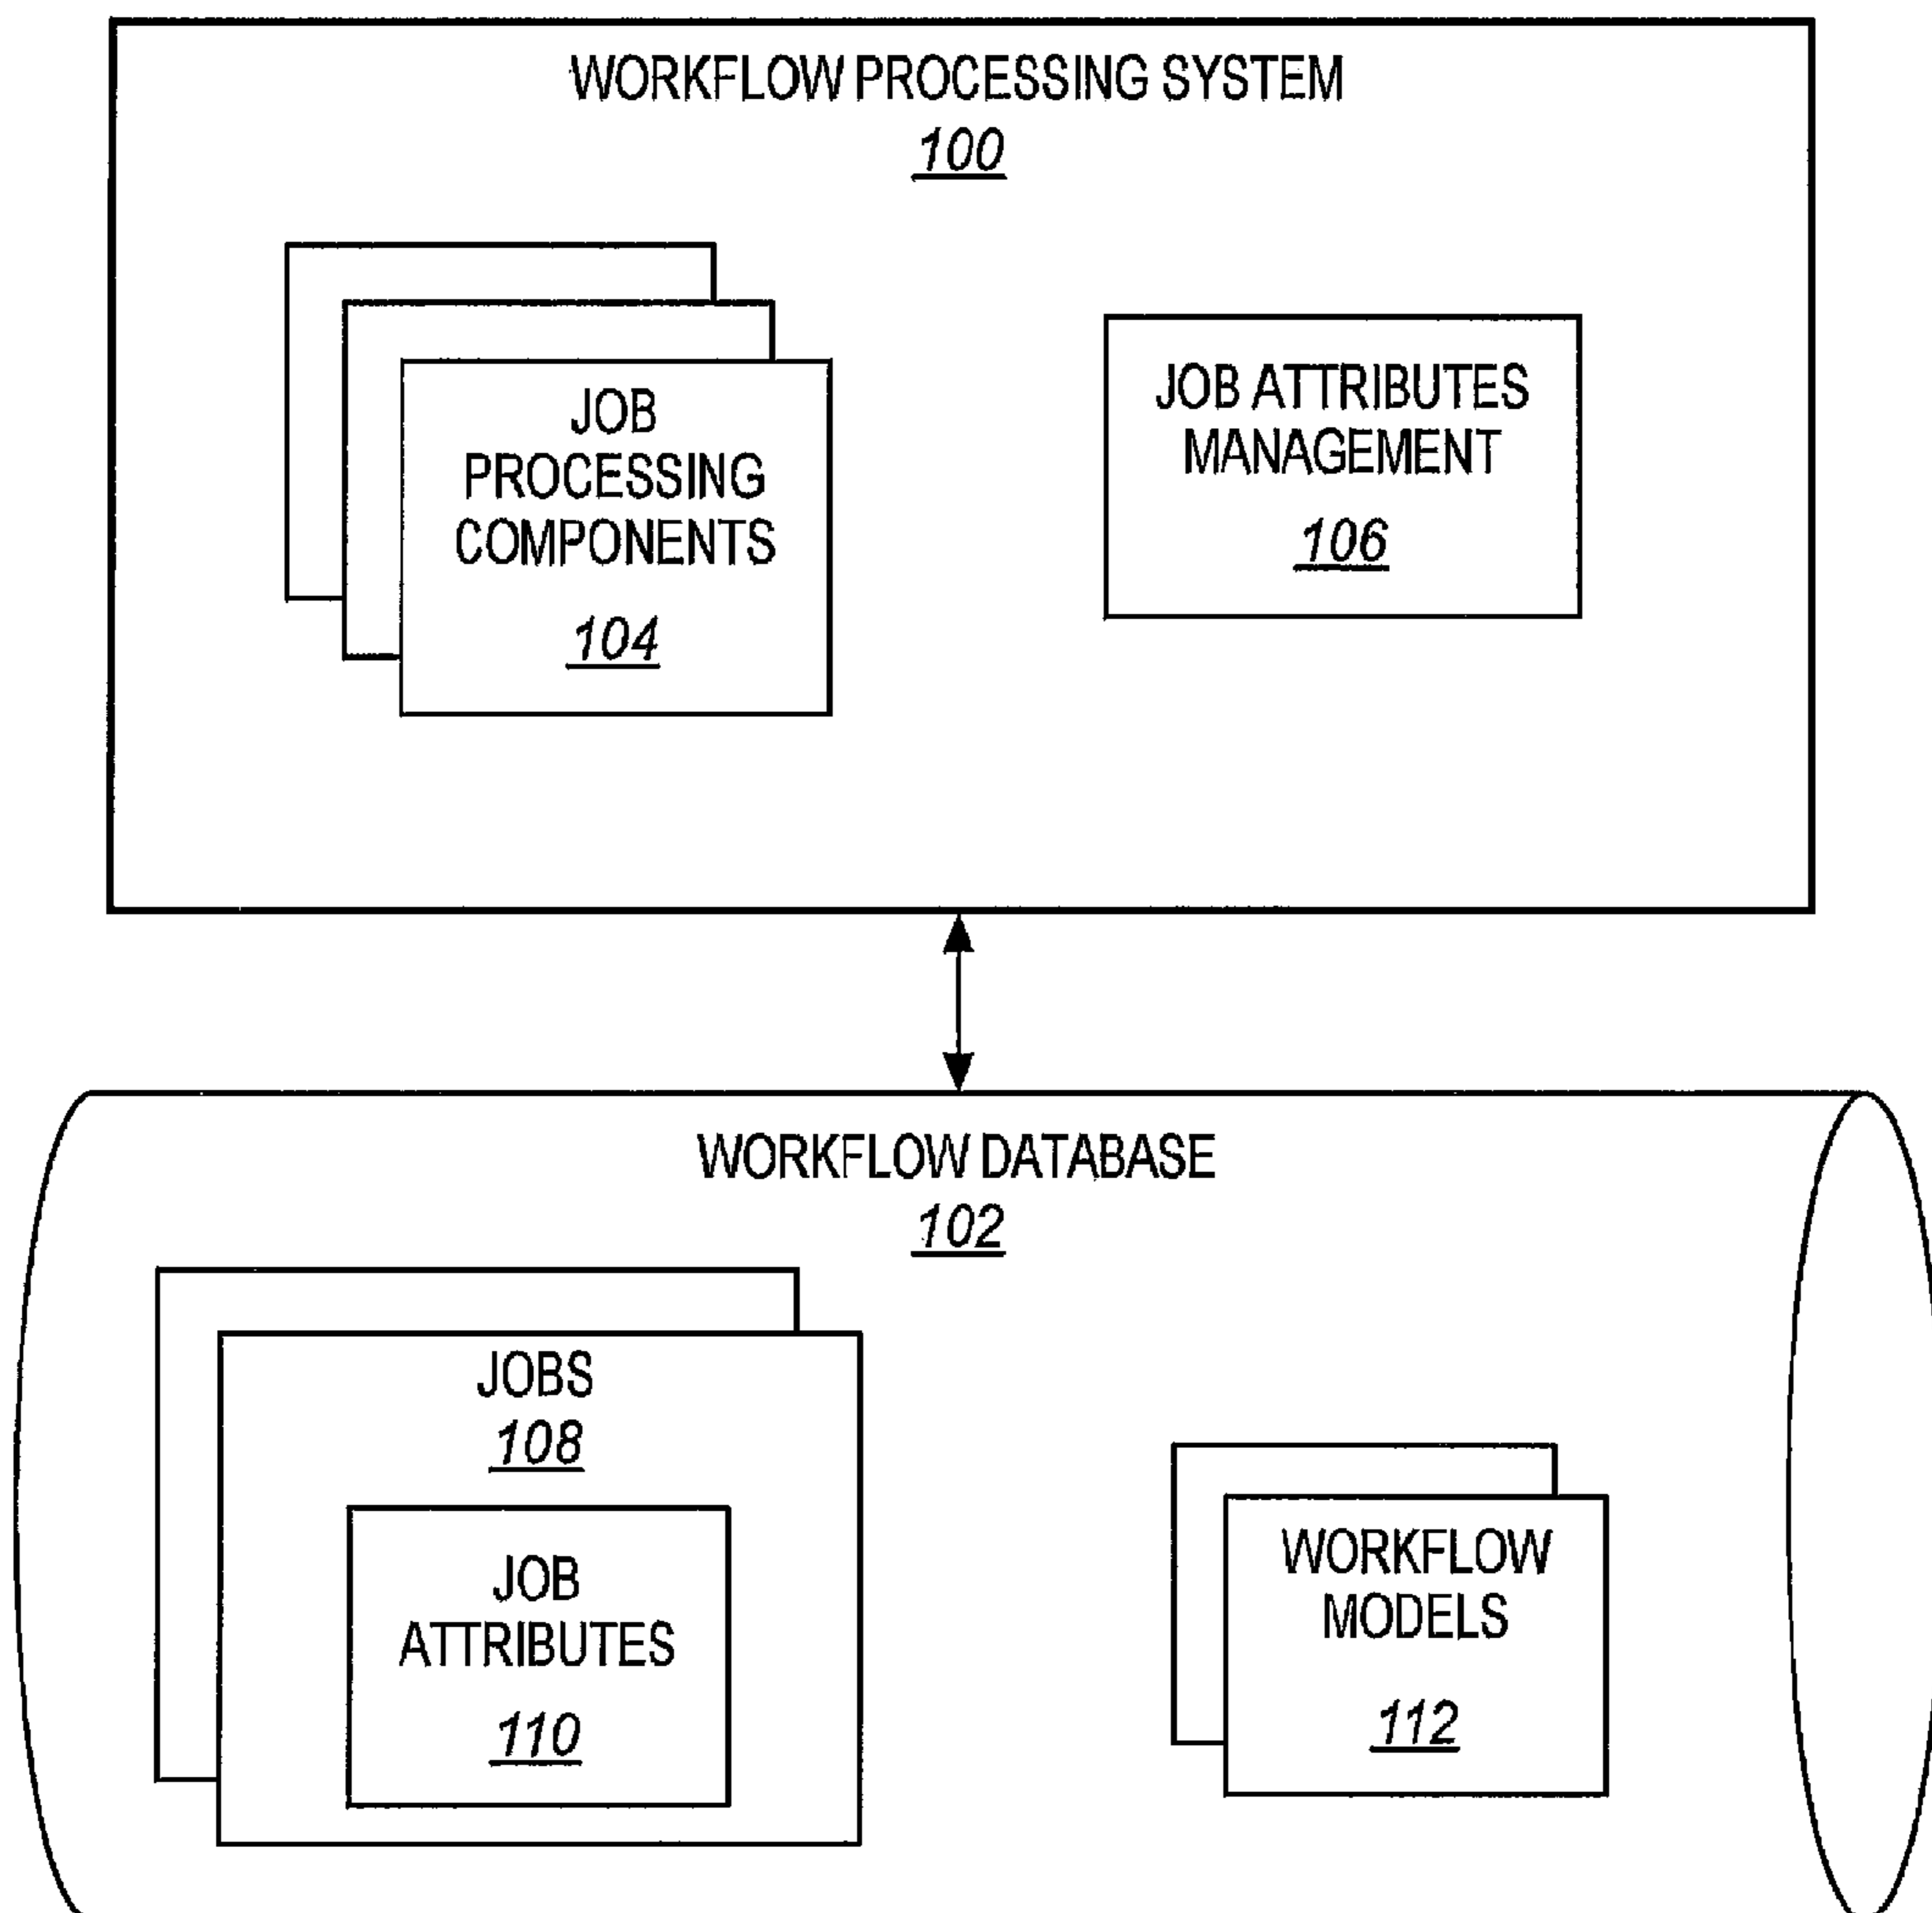 WORKFLOW PROCESSING SYSTEM
100
JOB
PROCESSING
COMPONENTS
104
JOB ATTRIBUTES
MANAGEMENT
106
WORKFLOW DATABASE
102
JOBS
108
JOB
ATTRIBUTES
110
WORKFLOW
MODELS
112